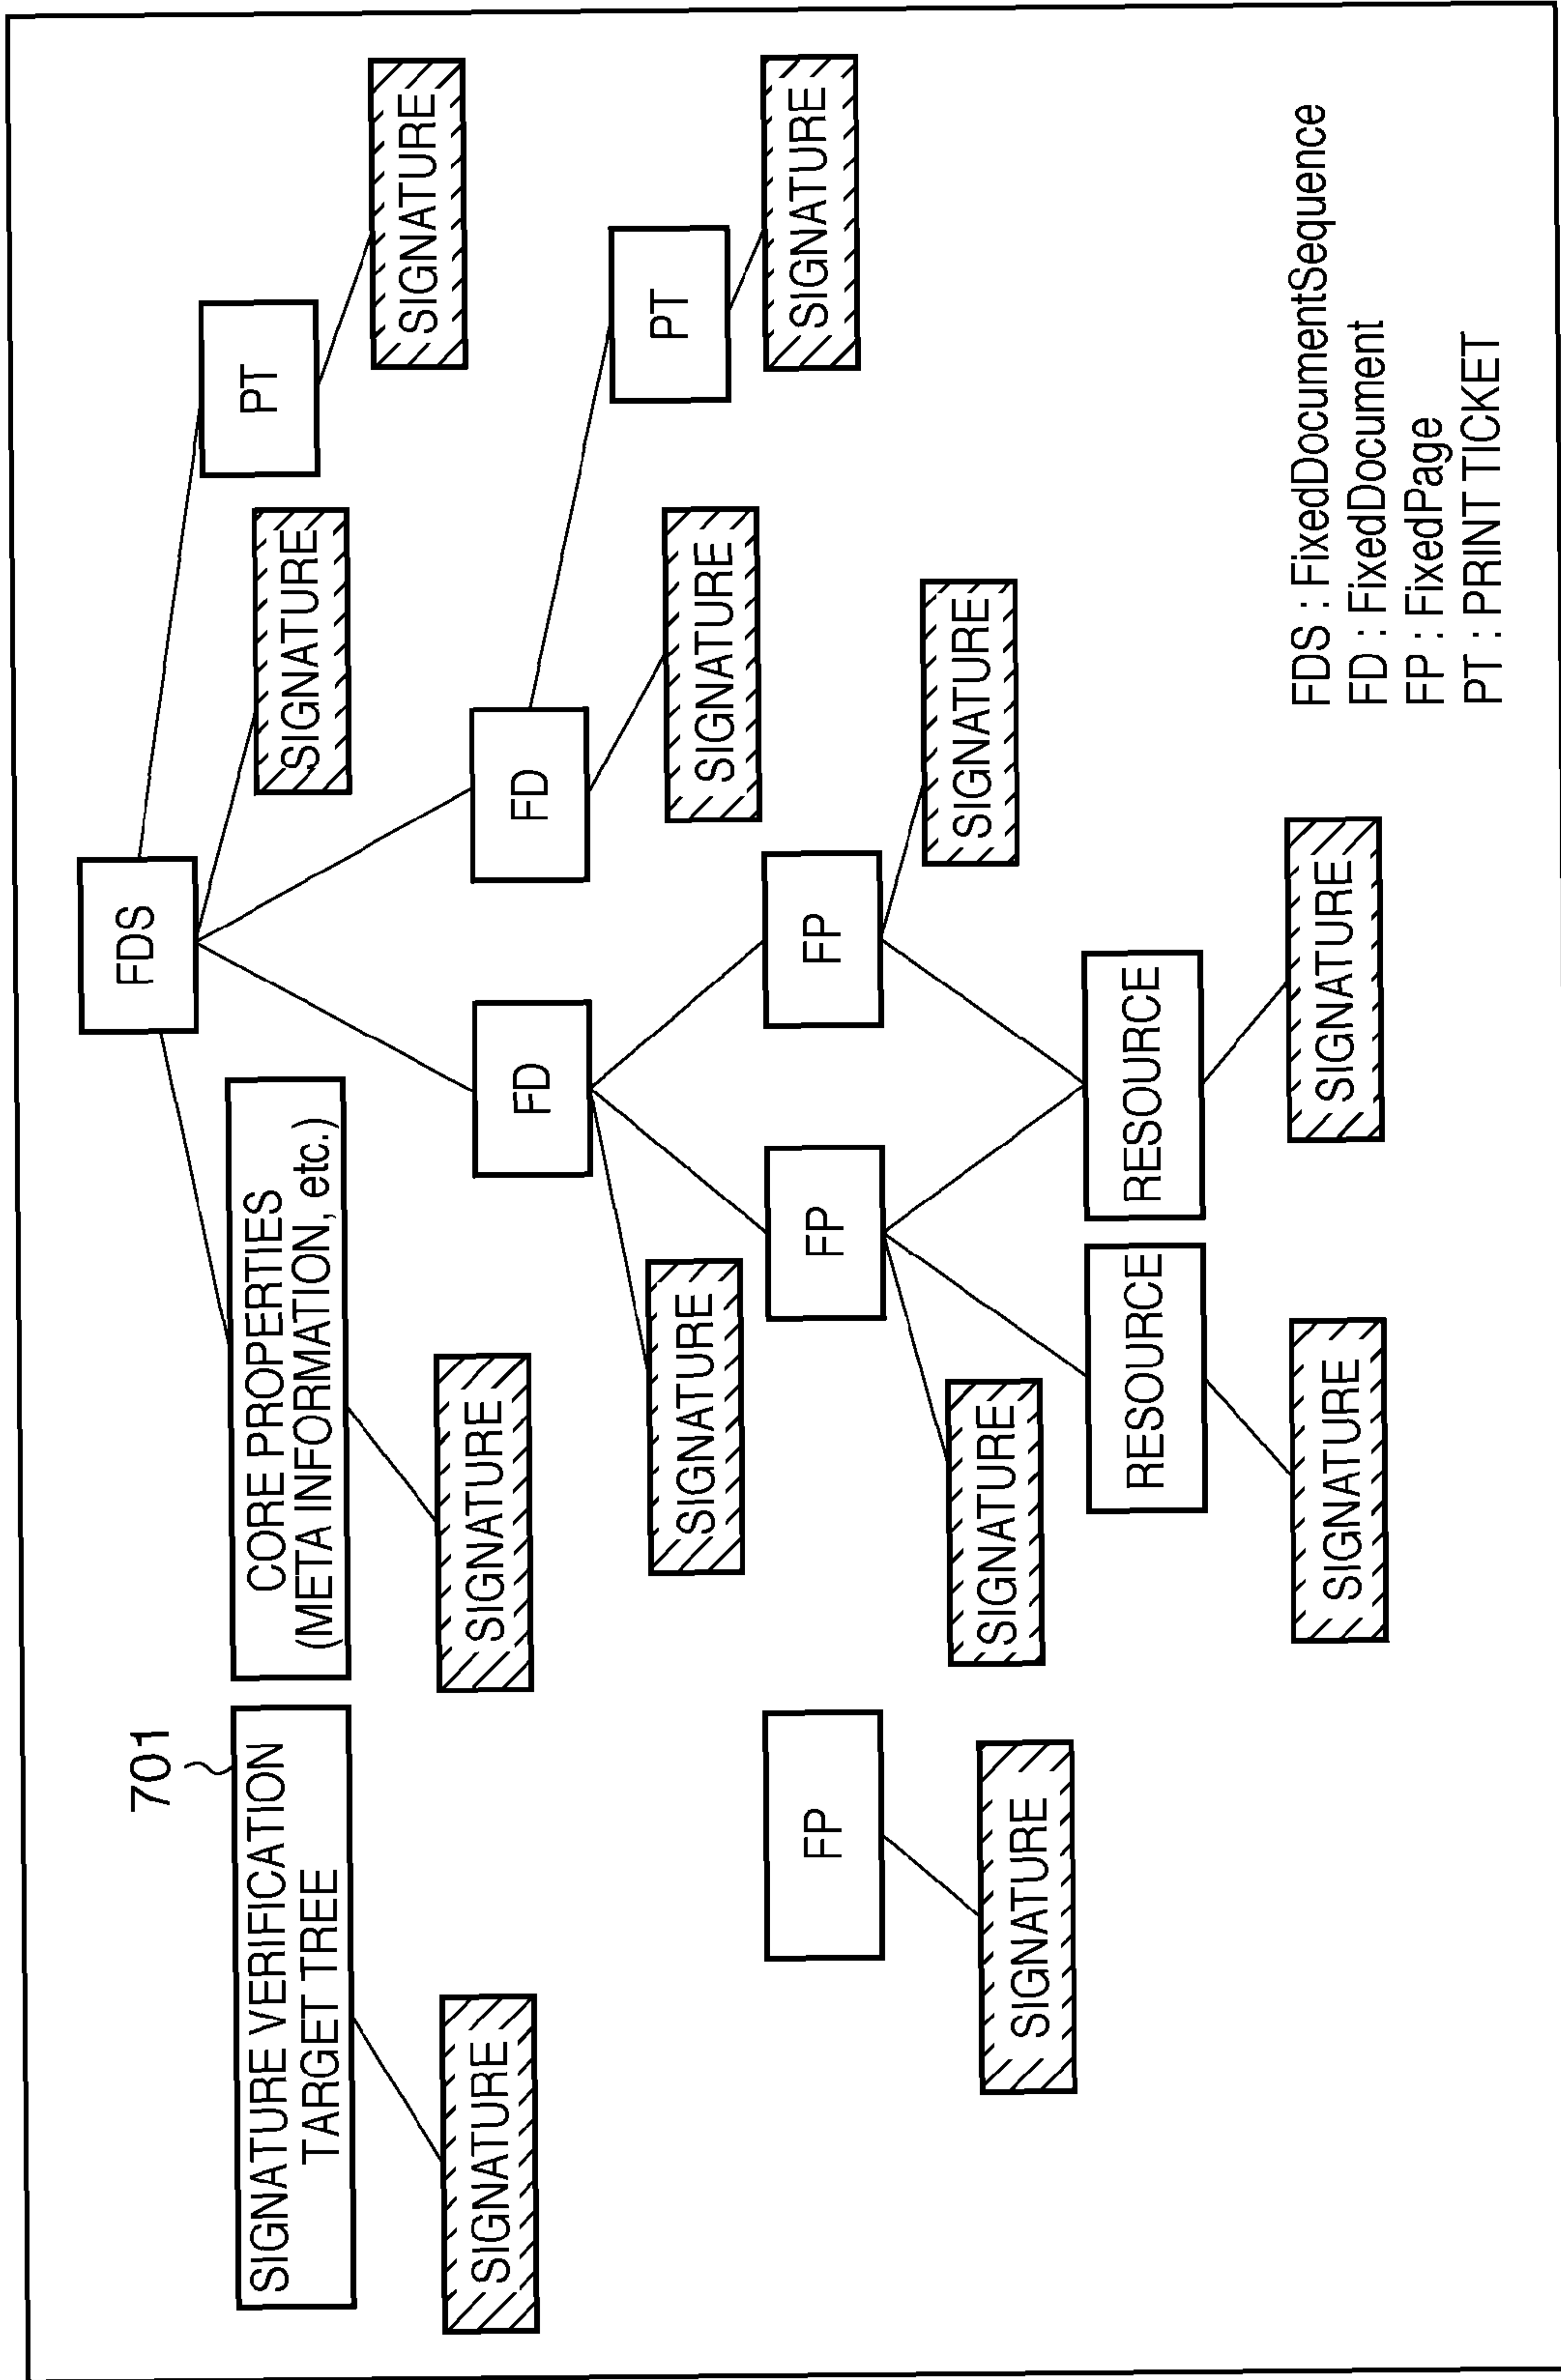 701
SIGNATURE VERIFICATION
TARGET TREE
SIGNATURE
CORE PROPERTIES
(META INFORMATION, etc.)
SIGNATURE
FDS
SIGNATURE
PT
SIGNATURE
FD
SIGNATURE
FD
SIGNATURE
PT
SIGNATURE
FP
SIGNATURE
FP
SIGNATURE
FP
SIGNATURE
RESOURCE
SIGNATURE
RESOURCE
SIGNATURE
FDS : FixedDocumentSequence
FD : FixedDocument
FP : FixedPage
PT : PRINT TICKET